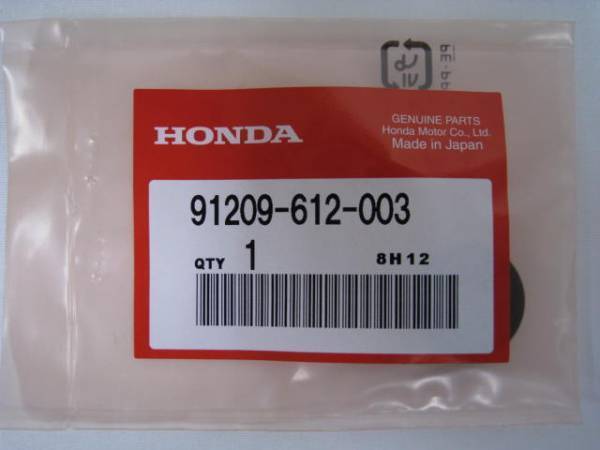 HONDA
GENUINE PARTS
Honda Motor Co., Ltd.
Made in Japan
91209-612-003
QTY 1
8H12